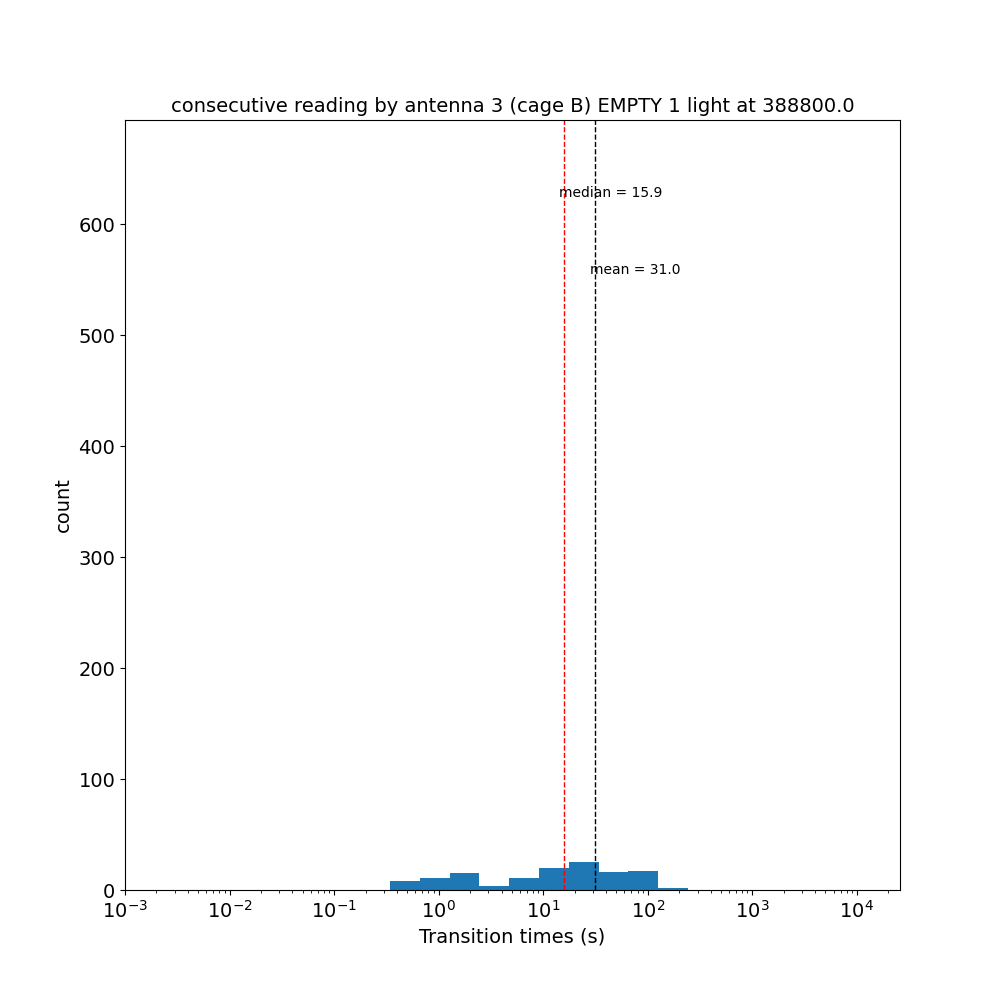 consecutive reading by antenna 3 (cage B) EMPTY 1 light at 388800.0
median = 15.9
mean = 31.0
600
500
400
300
200
100
0
count
10⁻³ 10⁻² 10⁻¹ 10⁰ 10¹ 10² 10³ 10⁴
Transition times (s)